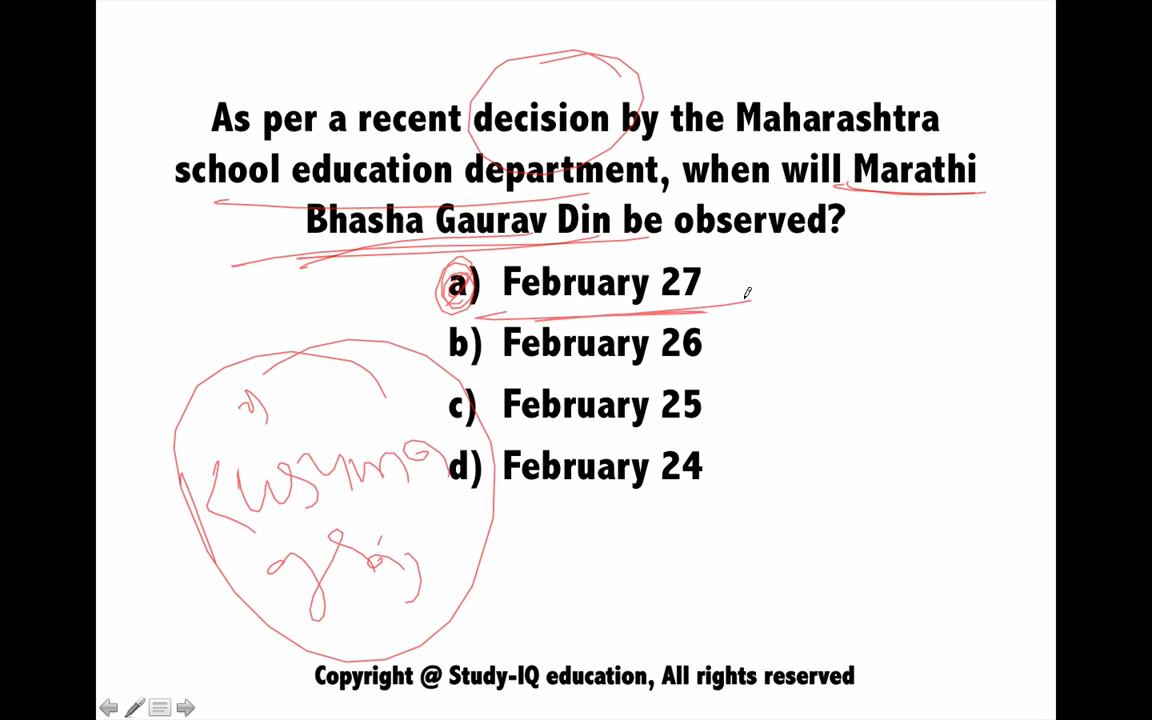 As per a recent decision by the Maharashtra
school education department, when will Marathi
Bhasha Gaurav Din be observed?
a) February 27
b) February 26
c) February 25
d) February 24
Copyright @ Study-IQ education, All rights reserved